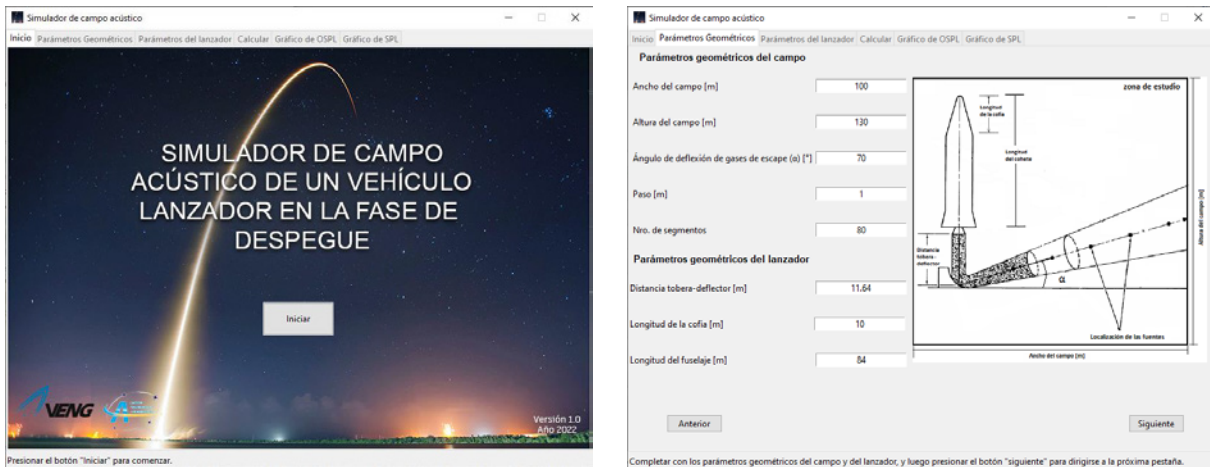 Simulador de campo acústico
Inicio Parámetros Geométricos Parámetros del lanzador Calcular Gráfico de OSPL Gráfico de SPL
SIMULADOR DE CAMPO
ACÚSTICO DE UN VEHÍCULO
LANZADOR EN LA FASE DE
DESPEGUE
Iniciar
VENG
Versión 1.0
Año 2022
Presionar el botón "Iniciar" para comenzar.
Simulador de campo acústico
Inicio Parámetros Geométricos Parámetros del lanzador Calcular Gráfico de OSPL Gráfico de SPL
Parámetros geométricos del campo
Ancho del campo [m] 100
Altura del campo [m] 130
Ángulo de deflexión de gases de escape (α) [°] 70
Paso [m] 1
Nro. de segmentos 80
Parámetros geométricos del lanzador
Distancia tobera-deflector [m] 11.64
Longitud de la cofia [m] 10
Longitud del fuselaje [m] 84
zona de estudio
Longitud
de la cofia
Longitud
del cohete
Distancia
tobera-
deflector
α
Localización de las fuentes
Altura del campo [m]
Ancho del campo [m]
Anterior
Siguiente
Completar con los parámetros geométricos del campo y del lanzador, y luego presionar el botón "siguiente" para dirigirse a la próxima pestaña.